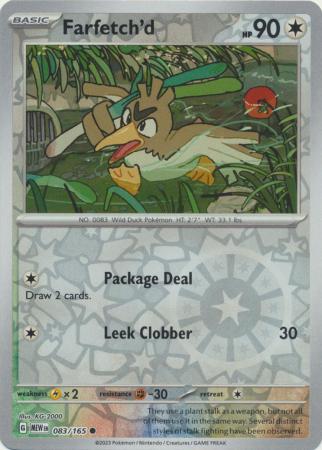 BASIC
Farfetch'd
HP 90
NO. 0083 Wild Duck Pokémon HT: 2'7" WT: 33.1 lbs
Package Deal
Draw 2 cards.
Leek Clobber 30
weakness ×2 resistance -30 retreat
Illus. KG-2000
G MEW EN 083/165
They use a plant stalk as a weapon, but not all
of them use it in the same way. Several distinct
styles of stalk fighting have been observed.
©2023 Pokémon / Nintendo / Creatures / GAME FREAK